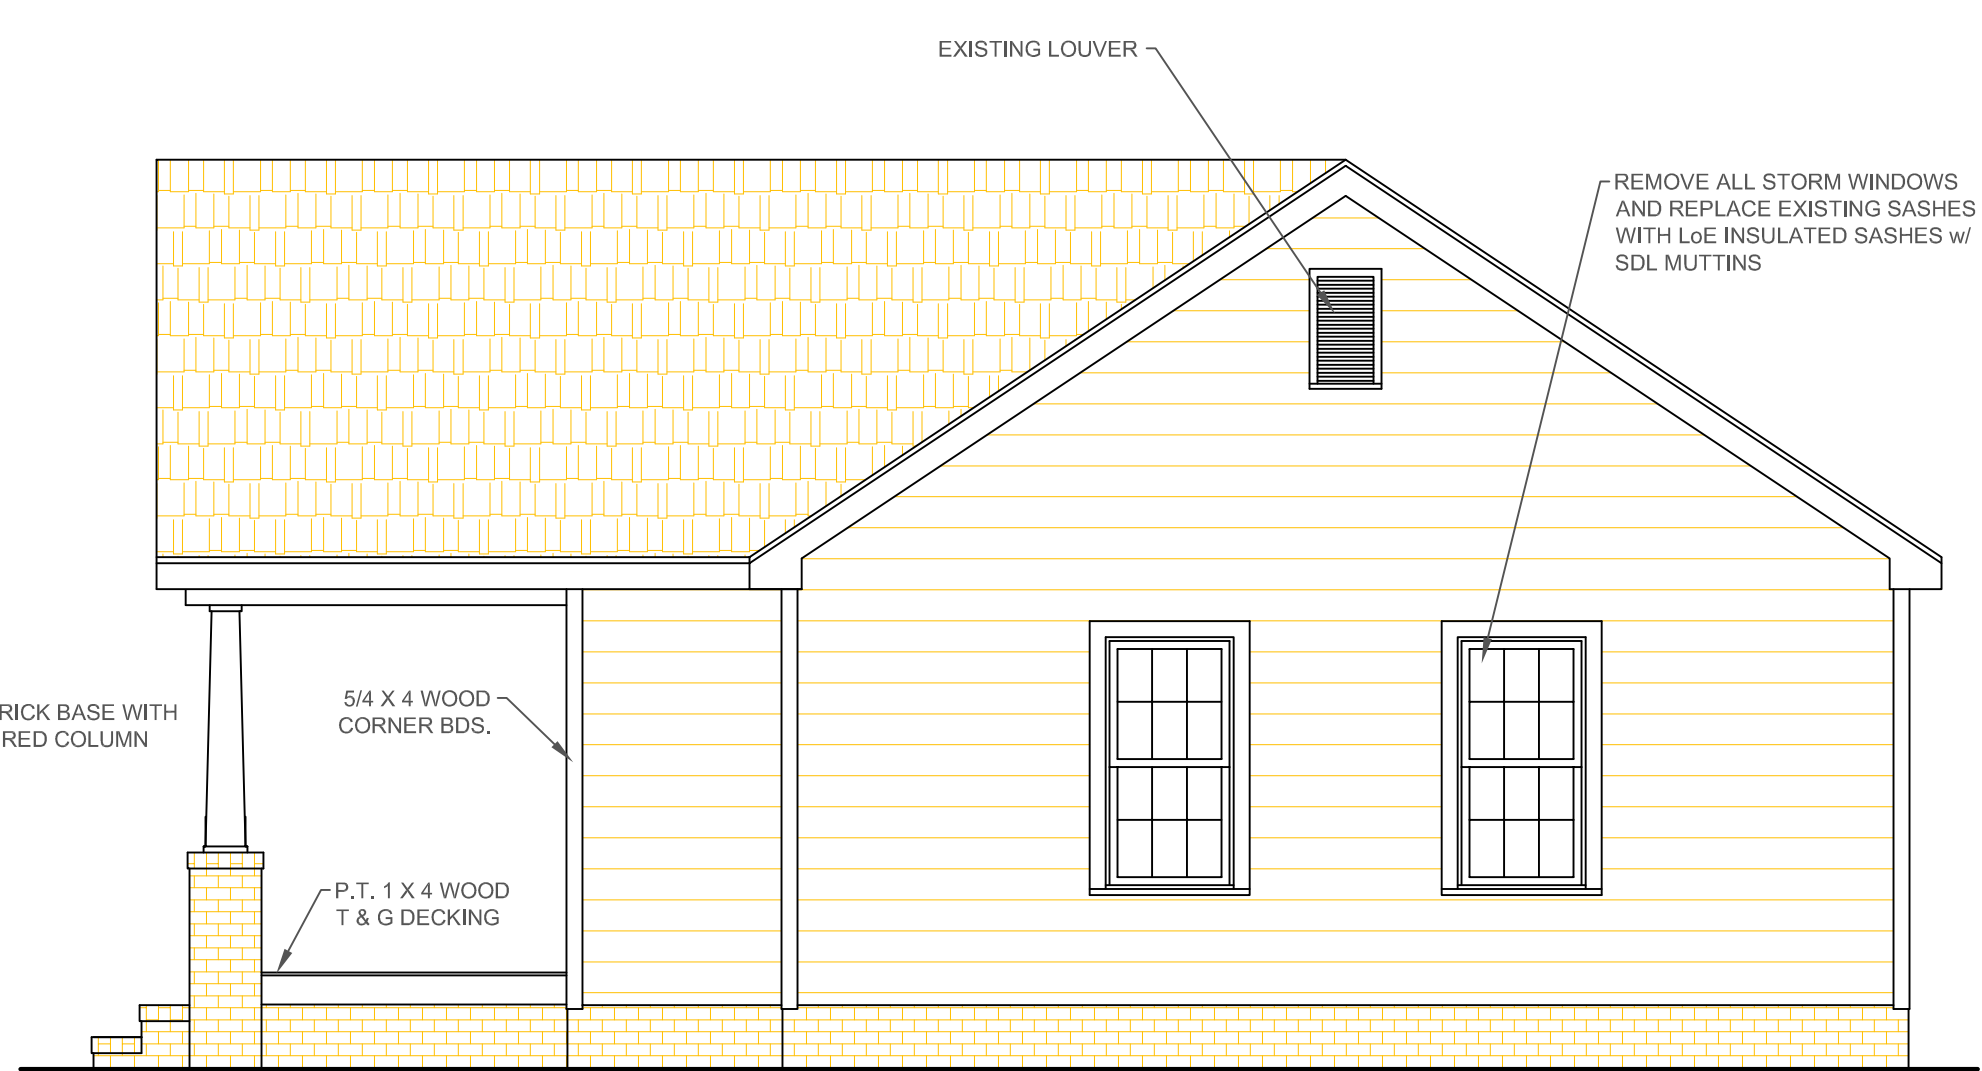 EXISTING LOUVER
REMOVE ALL STORM WINDOWS
AND REPLACE EXISTING SASHES
WITH LoE INSULATED SASHES w/
SDL MUTTINS
RICK BASE WITH
RED COLUMN
5/4 X 4 WOOD
CORNER BDS.
P.T. 1 X 4 WOOD
T & G DECKING